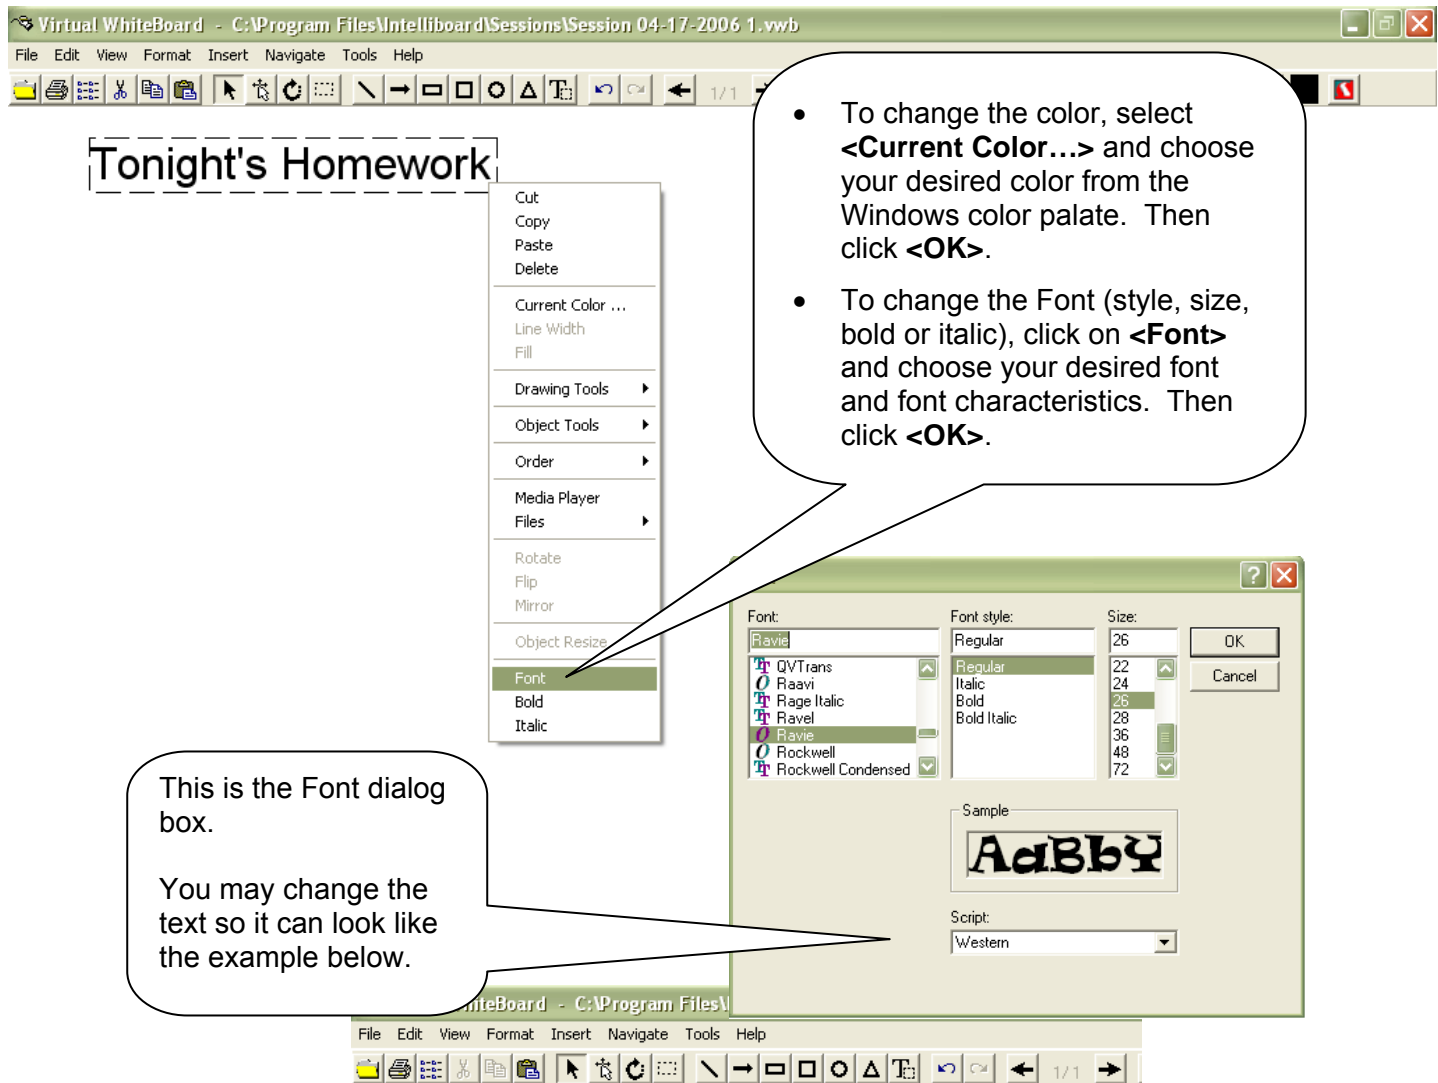 Virtual WhiteBoard - C:\Program Files\Intelliboard\Sessions\Session 04-17-2006 1.vwb
File Edit View Format Insert Navigate Tools Help
T
1/1
Tonight's Homework
Cut
Copy
Paste
Delete
Current Color ...
Line Width
Fill
Drawing Tools
Object Tools
Order
Media Player
Files
Rotate
Flip
Mirror
Object Resize
Font
Bold
Italic
• To change the color, select
<Current Color…> and choose
your desired color from the
Windows color palate. Then
click <OK>.
• To change the Font (style, size,
bold or italic), click on <Font>
and choose your desired font
and font characteristics. Then
click <OK>.
Font: Font style: Size:
Ravie Regular 26 OK
Cancel
QVTrans
Raavi
Rage Italic
Ravel
Ravie
Rockwell
Rockwell Condensed
Regular
Italic
Bold
Bold Italic
22
24
26
28
36
48
72
Sample
AaBbY
Script:
Western
This is the Font dialog
box.
You may change the
text so it can look like
the example below.
iteBoard - C:\Program Files\
File Edit View Format Insert Navigate Tools Help
T
1/1